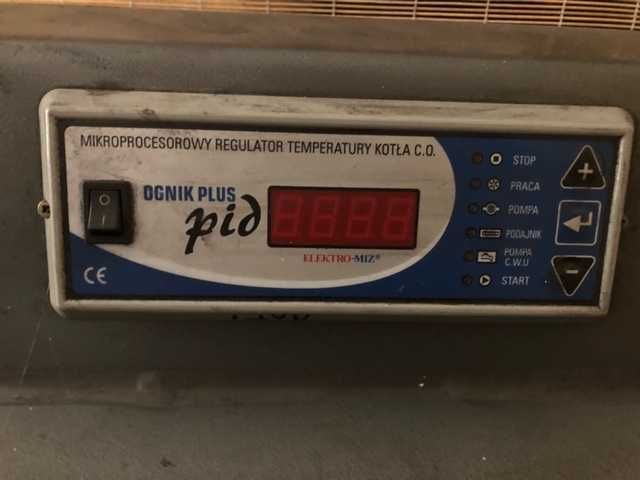 MIKROPROCESOROWY REGULATOR TEMPERATURY KOTŁA C.O.
OGNIK PLUS
pid
ELEKTRO-MIZ®
CE
STOP
PRACA
POMPA
PODAJNIK
POMPA
C.W.U
START